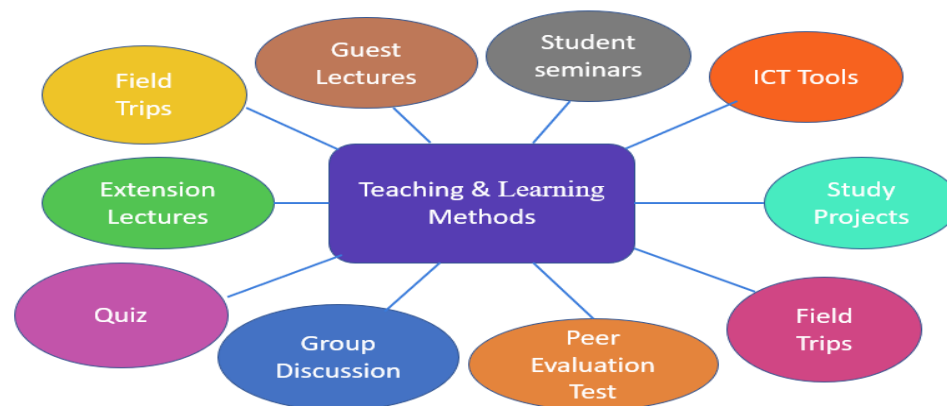 Guest
Lectures
Student
seminars
ICT Tools
Field
Trips
Teaching & Learning
Methods
Extension
Lectures
Study
Projects
Quiz
Group
Discussion
Peer
Evaluation
Test
Field
Trips